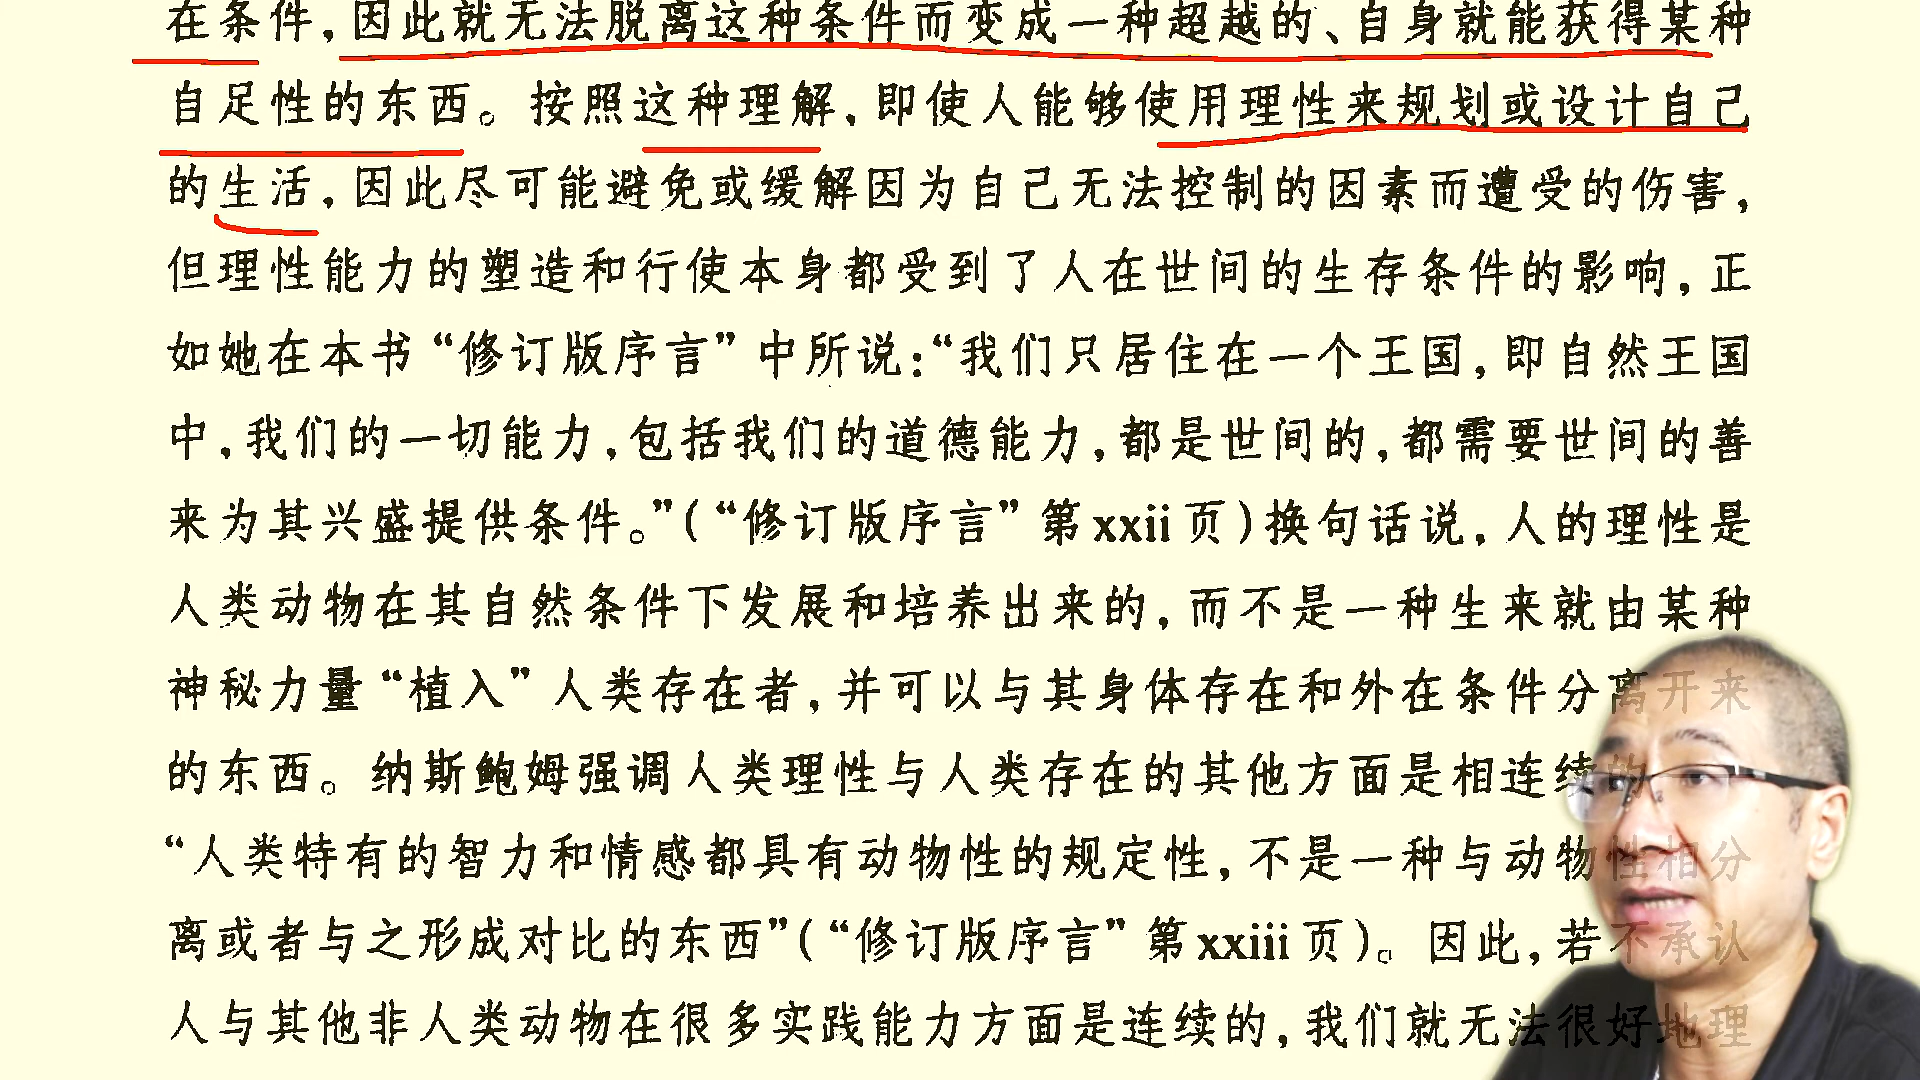 在条件，因此就无法脱离这种条件而变成一种超越的、自身就能获得某种
自足性的东西。按照这种理解，即使人能够使用理性来规划或设计自己
的生活，因此尽可能避免或缓解因为自己无法控制的因素而遭受的伤害，
但理性能力的塑造和行使本身都受到了人在世间的生存条件的影响，正
如她在本书“修订版序言”中所说：“我们只居住在一个王国，即自然王国
中，我们的一切能力，包括我们的道德能力，都是世间的，都需要世间的善
来为其兴盛提供条件。”（“修订版序言”第xxii页）换句话说，人的理性是
人类动物在其自然条件下发展和培养出来的，而不是一种生来就由某种
神秘力量“植入”人类存在者，并可以与其身体存在和外在条件分离开来
的东西。纳斯鲍姆强调人类理性与人类存在的其他方面是相连续的
“人类特有的智力和情感都具有动物性的规定性，不是一种与动物性相分
离或者与之形成对比的东西”（“修订版序言”第xxiii页）。因此，若不承认
人与其他非人类动物在很多实践能力方面是连续的，我们就无法很好地理